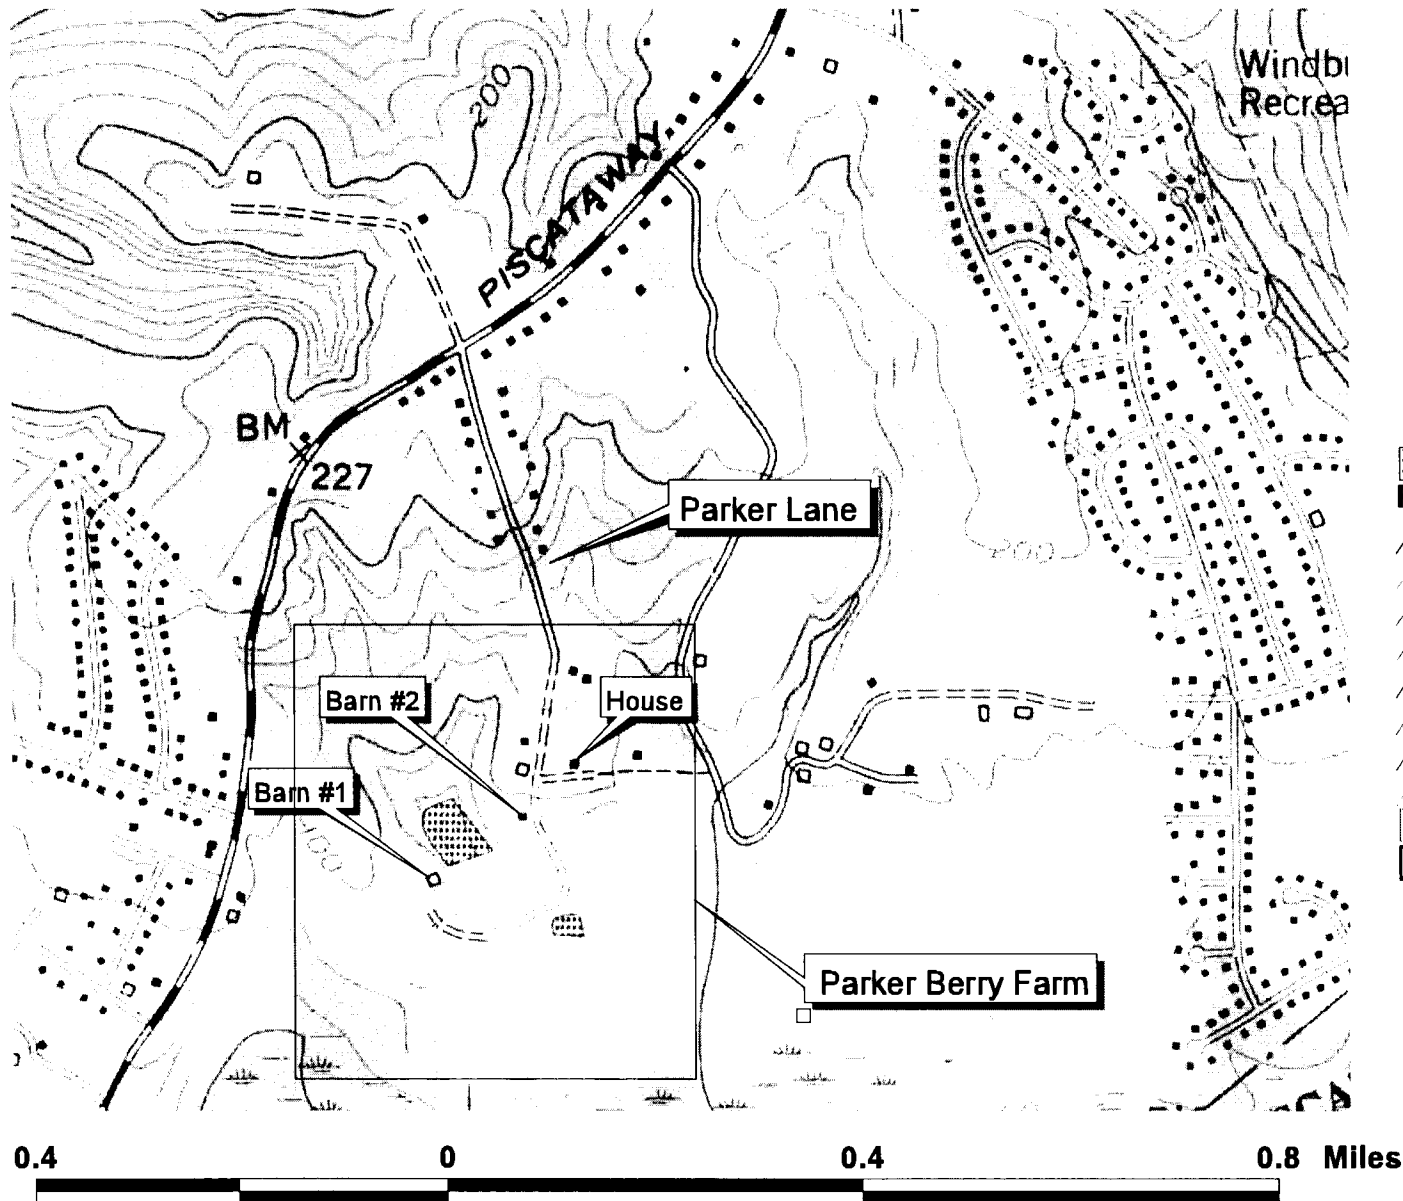 Windbu
Recrea
200
PISCATAWAY
BM
227
Parker Lane
200
Barn #2
House
Barn #1
Parker Berry Farm
0.4 0 0.4 0.8 Miles